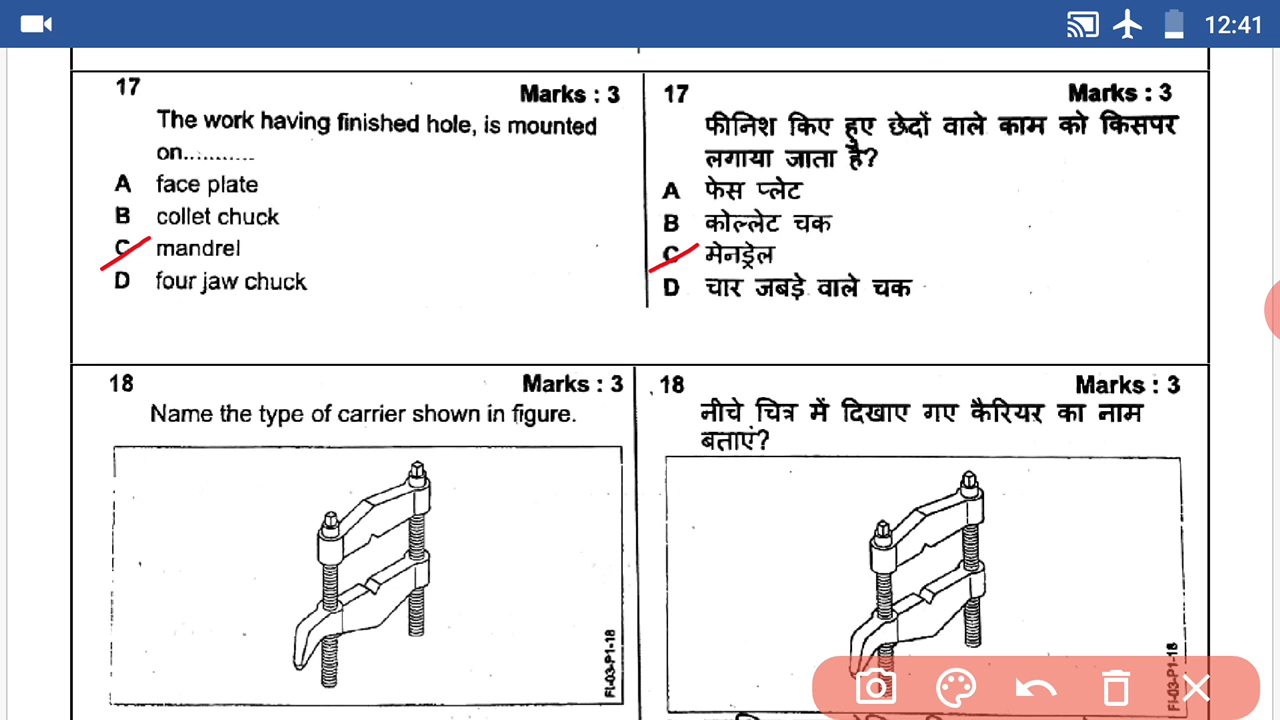 12:41
17 Marks : 3
The work having finished hole, is mounted
on............
A face plate
B collet chuck
C mandrel
D four jaw chuck
17 Marks : 3
फीनिश किए हुए छेदों वाले काम को किसपर
लगाया जाता है?
A फेस प्लेट
B कोल्लेट चक
C मेनड्रेल
D चार जबड़े वाले चक
18 Marks : 3
Name the type of carrier shown in figure.
FI-03-P1-18
18 Marks : 3
नीचे चित्र में दिखाए गए कैरियर का नाम
बताएं?
FI-03-P1-18